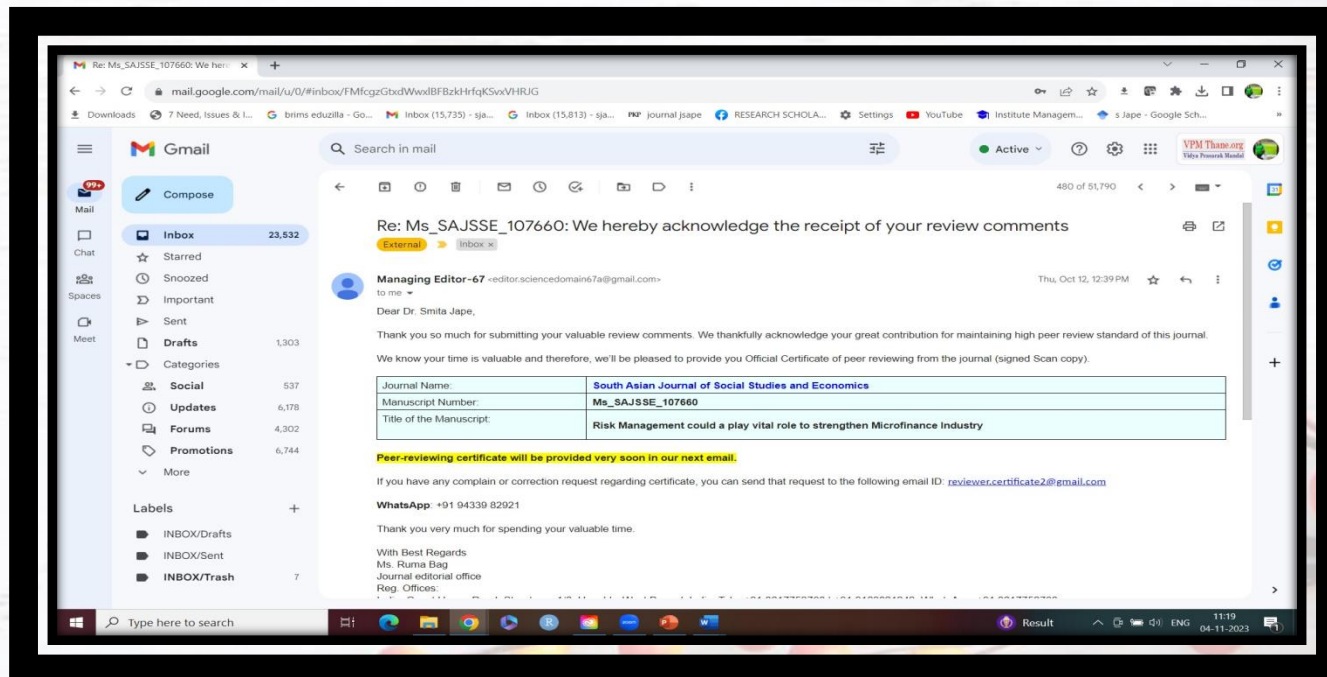 Re: Ms_SAJSSE_107660: We here
mail.google.com/mail/u/0/#inbox/FMfcgzGtxdWwxlBFBzkHrfqKSvxVHRJG
Downloads 7 Need, Issues & I... brims eduzilla - Go... Inbox (15,735) - sja... Inbox (15,813) - sja... PKP journal jsape RESEARCH SCHOLA... Settings YouTube Institute Managem... s Jape - Google Sch... »
Gmail Search in mail Active VPM Thane.org
Vidya Prasarak Mandal
99+
Mail
Chat
Spaces
Meet
Compose
Inbox 23,532
Starred
Snoozed
Important
Sent
Drafts 1,303
Categories
Social 537
Updates 6,178
Forums 4,302
Promotions 6,744
More
Labels +
INBOX/Drafts
INBOX/Sent
INBOX/Trash 7
480 of 51,790
31
Re: Ms_SAJSSE_107660: We hereby acknowledge the receipt of your review comments
External Inbox ×
Managing Editor-67 <editor.sciencedomain67a@gmail.com> Thu, Oct 12, 12:39 PM
to me
Dear Dr. Smita Jape,
Thank you so much for submitting your valuable review comments. We thankfully acknowledge your great contribution for maintaining high peer review standard of this journal.
We know your time is valuable and therefore, we'll be pleased to provide you Official Certificate of peer reviewing from the journal (signed Scan copy).
Journal Name: South Asian Journal of Social Studies and Economics
Manuscript Number: Ms_SAJSSE_107660
Title of the Manuscript: Risk Management could a play vital role to strengthen Microfinance Industry
Peer-reviewing certificate will be provided very soon in our next email.
If you have any complain or correction request regarding certificate, you can send that request to the following email ID: reviewer.certificate2@gmail.com
WhatsApp: +91 94339 82921
Thank you very much for spending your valuable time.
With Best Regards
Ms. Ruma Bag
Journal editorial office
Reg. Offices:
Type here to search
Result
ENG
11:19
04-11-2023